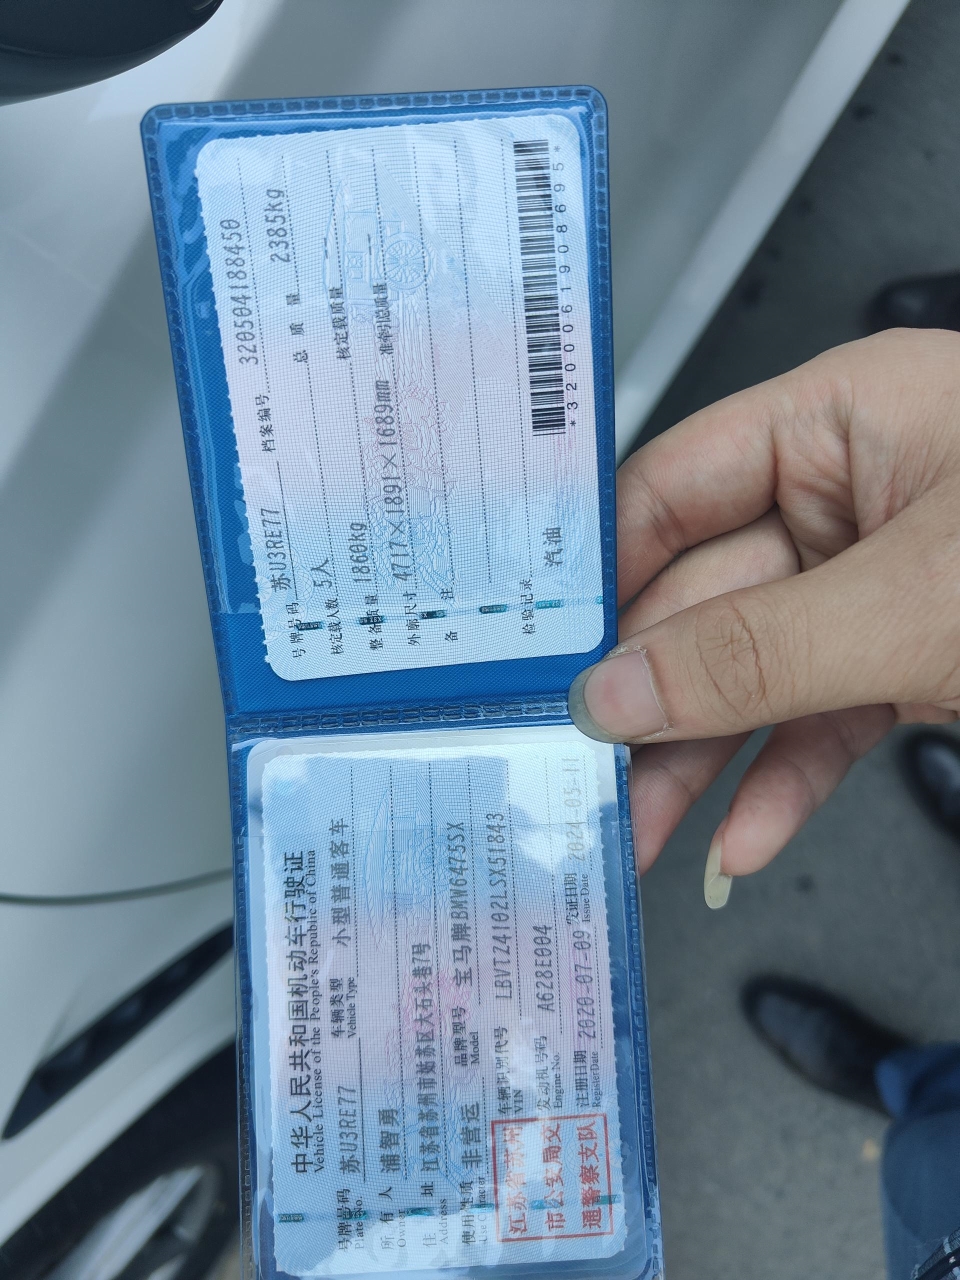 中华人民共和国机动车行驶证
Vehicle License of the People's Republic of China
号牌号码 苏U3RE77 车辆类型 小型普通客车
Plate No. Vehicle Type
所有人 浦智勇
Owner
住址 江苏省苏州市姑苏区大石头巷7号
Address
使用性质 非营运 品牌型号 宝马牌BMW6475SX
Use Character Model
车辆识别代号 LBVTZ4102LSX51843
VIN
发动机号码 A628E004
Engine No.
注册日期 2020-07-09 发证日期 2024-05-11
Register Date Issue Date
江苏省苏州
市公安局交
通警察支队
号牌号码 苏U3RE77 档案编号 320504188450
核定载人数 5人 总质量 2385kg
整备质量 1860kg 核定载质量
外廓尺寸 4717×1891×1689mm 准牵引总质量
备注
检验记录
汽油
*3200061908695*